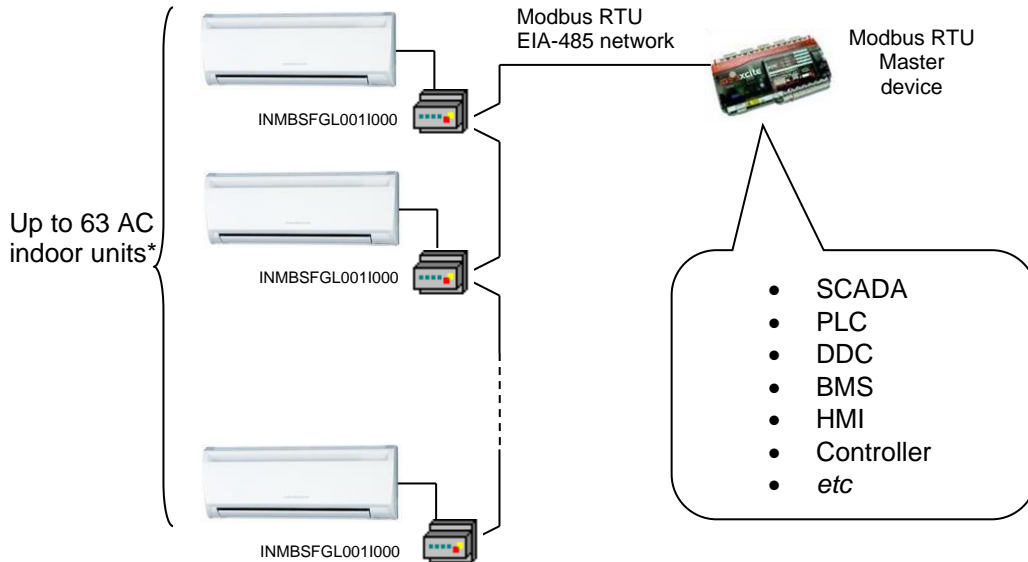 Modbus RTU
EIA-485 network
Modbus RTU
Master
device
INMBSFGL001I000
Up to 63 AC
indoor units*
INMBSFGL001I000
• SCADA
• PLC
• DDC
• BMS
• HMI
• Controller
• etc
INMBSFGL001I000